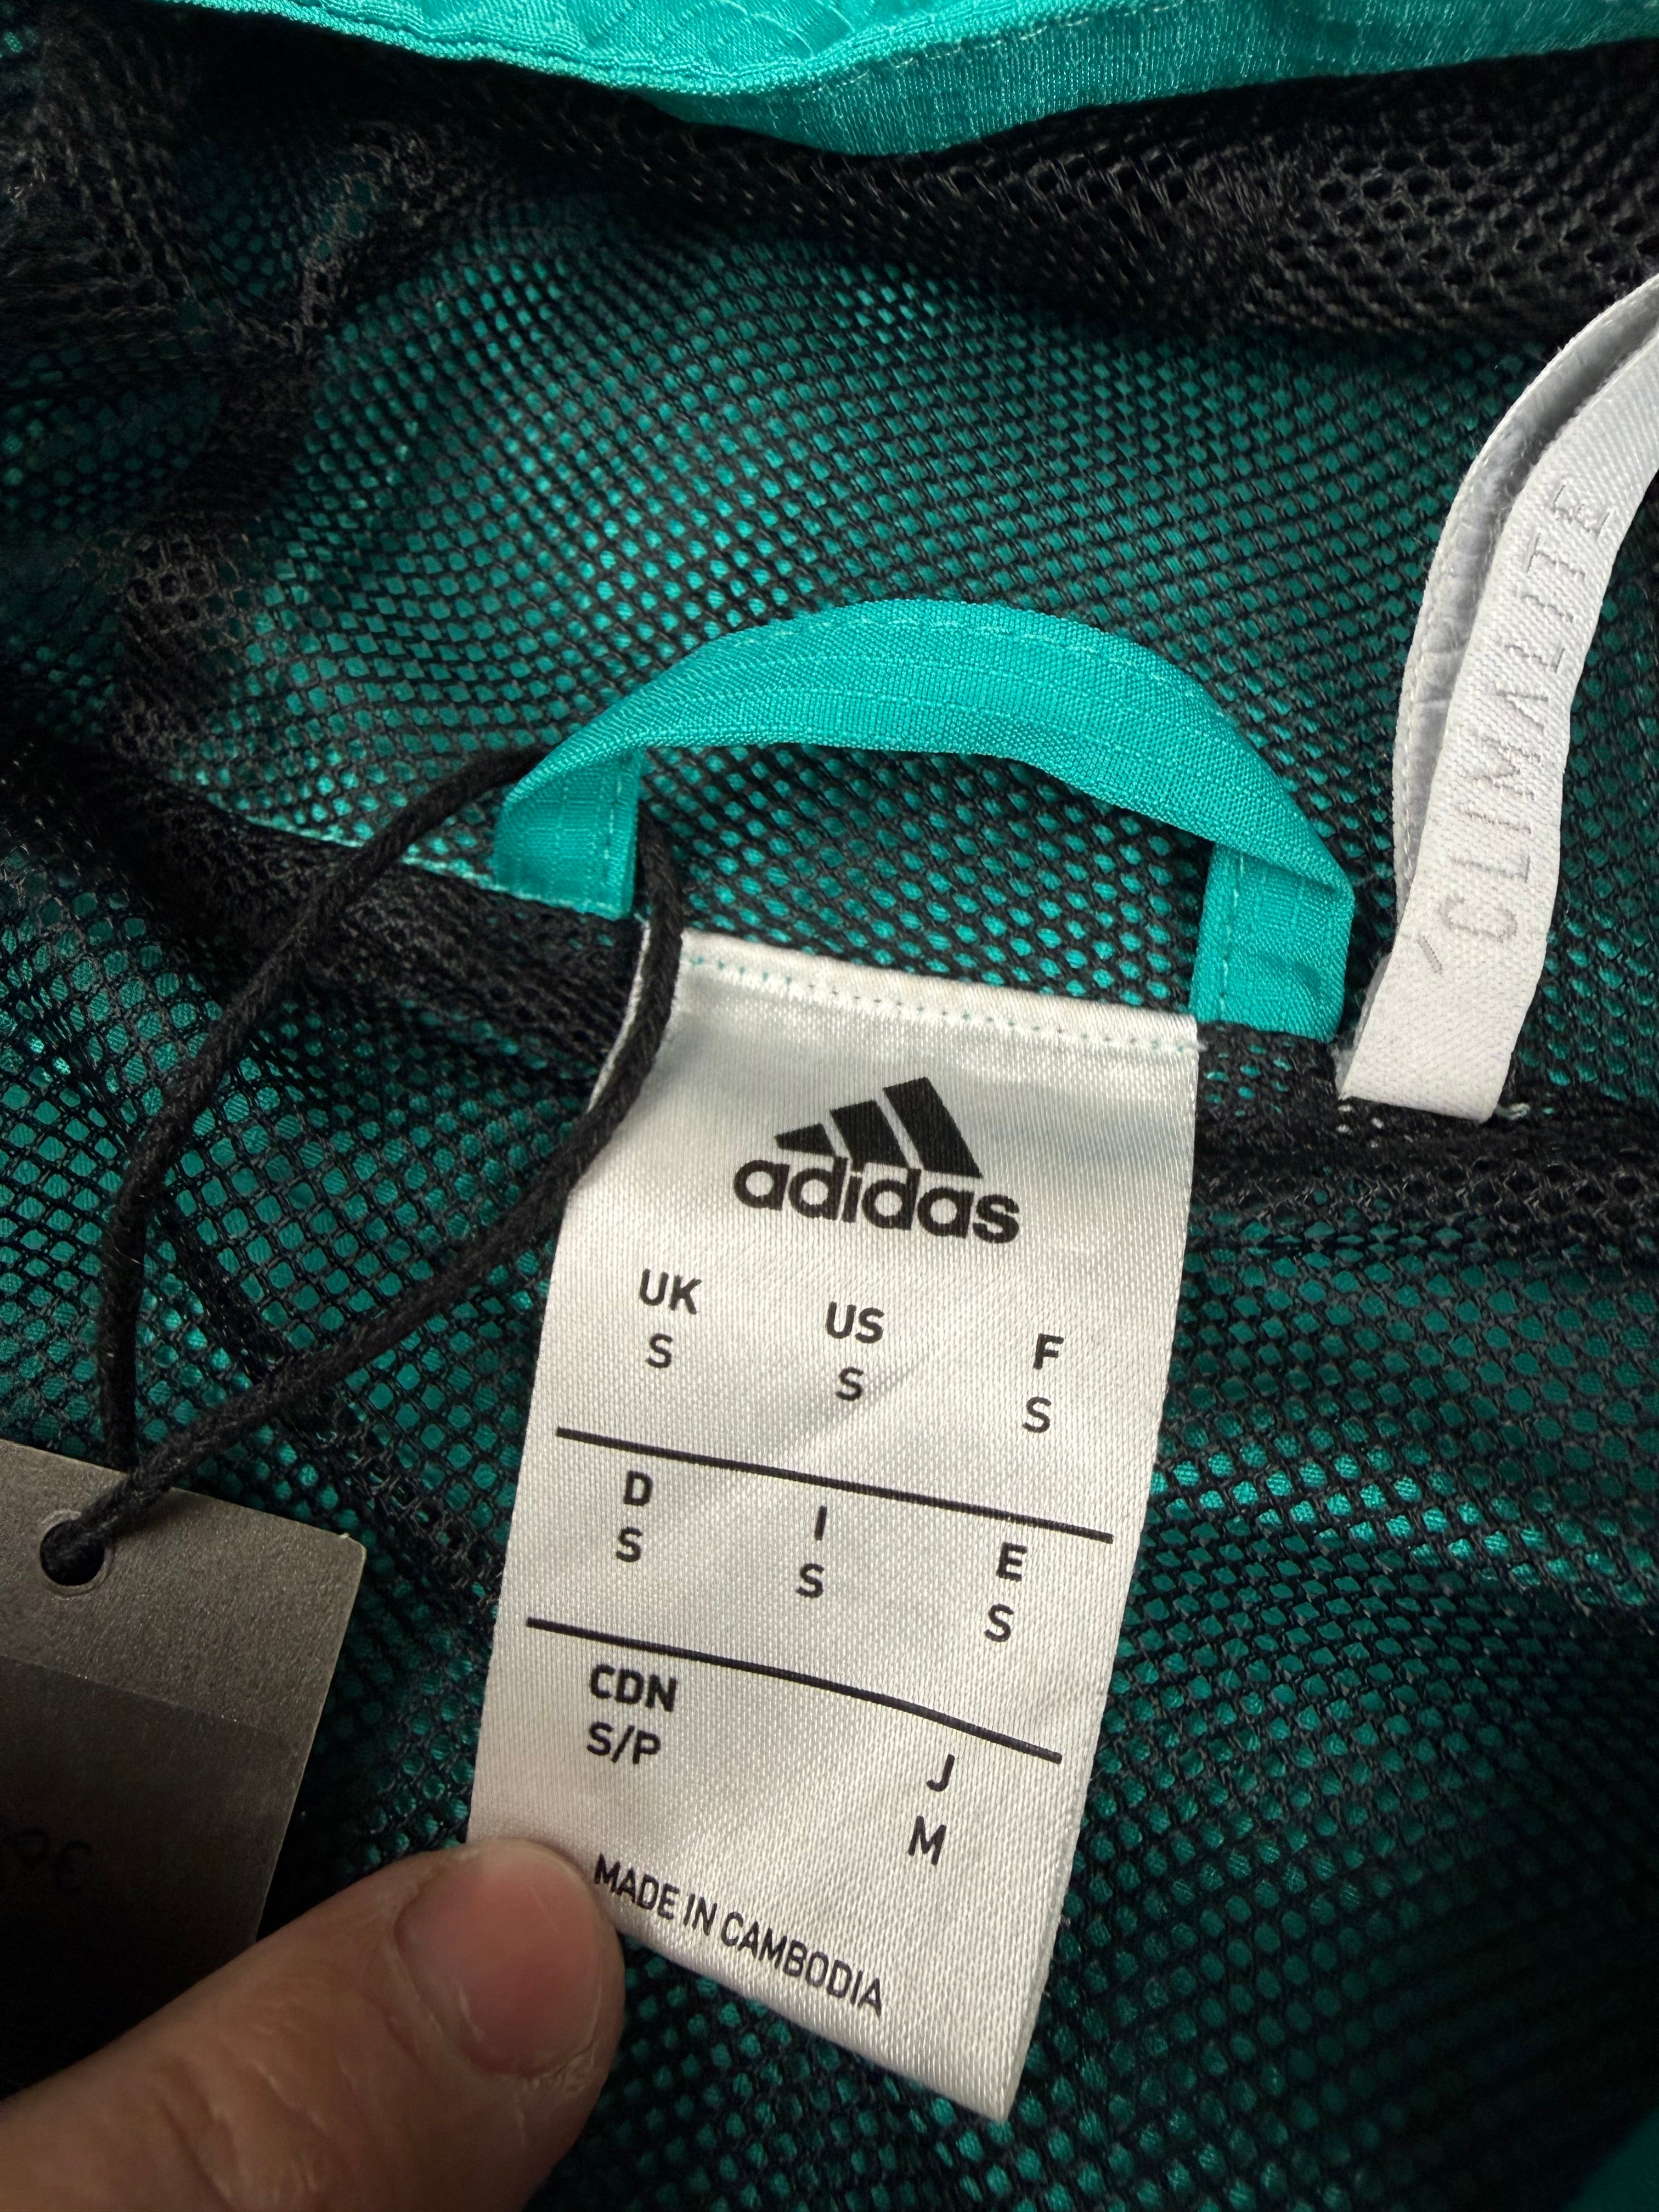 CLIMALITE
adidas
UK US F
S S S
D I E
S S S
CDN J
S/P M
MADE IN CAMBODIA